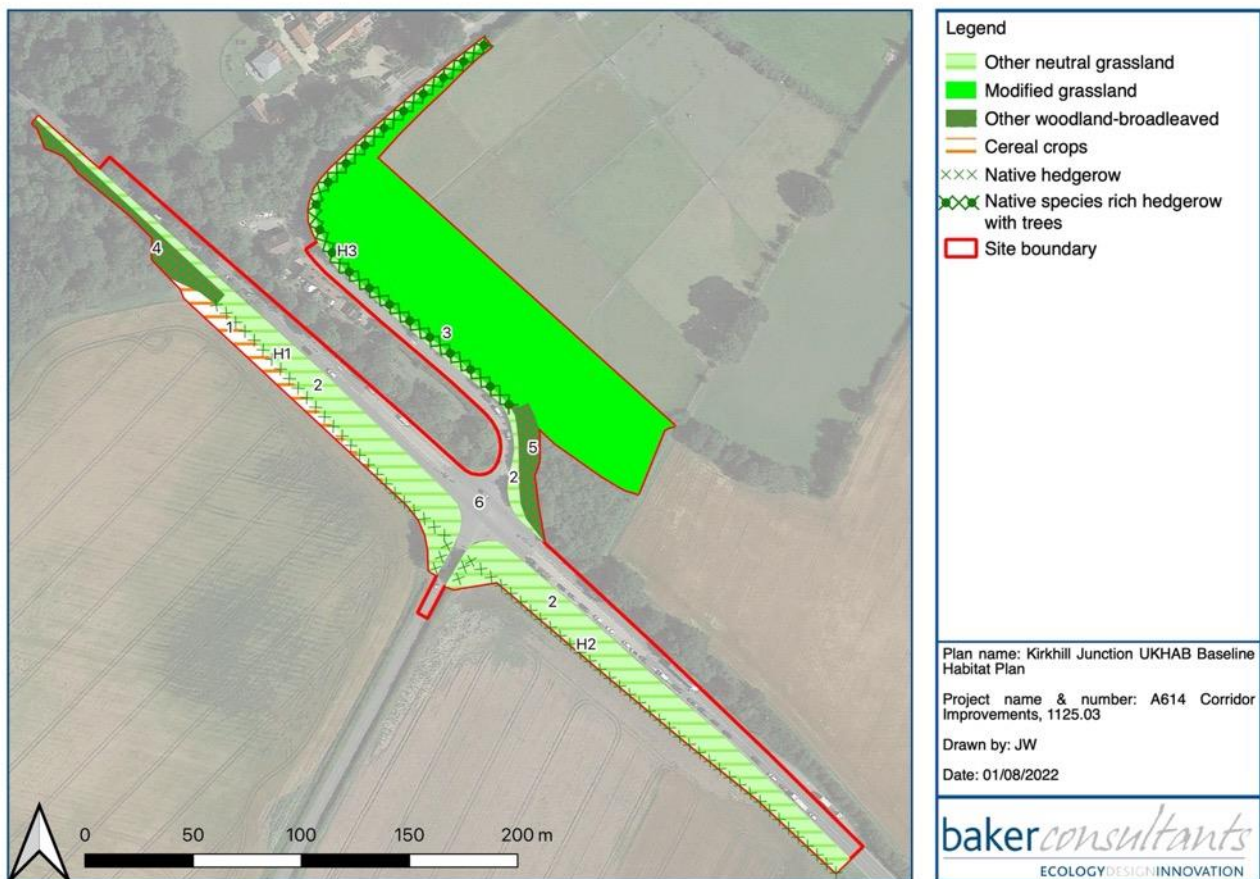 4
H3
3
1
H1
2
5
2
6
2
H2
0 50 100 150 200 m
Legend
Other neutral grassland
Modified grassland
Other woodland-broadleaved
Cereal crops
Native hedgerow
Native species rich hedgerow
with trees
Site boundary
Plan name: Kirkhill Junction UKHAB Baseline
Habitat Plan
Project name & number: A614 Corridor
Improvements, 1125.03
Drawn by: JW
Date: 01/08/2022
baker consultants
ECOLOGYDESIGNINNOVATION